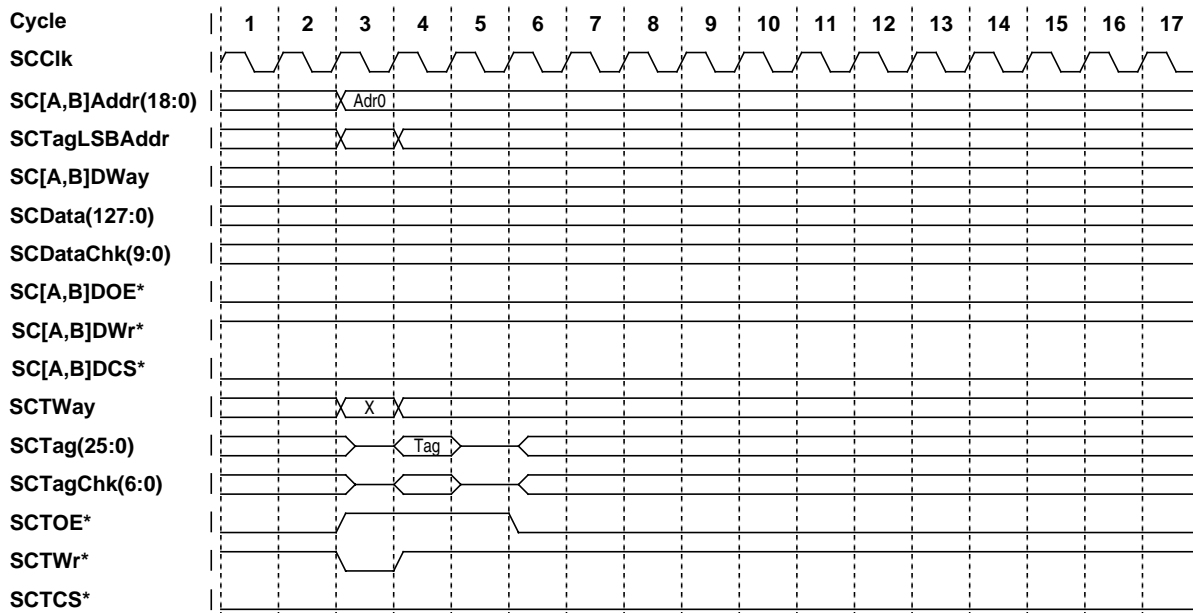 Cycle 1 2 3 4 5 6 7 8 9 10 11 12 13 14 15 16 17
SCClk
SC[A,B]Addr(18:0) Adr0
SCTagLSBAddr
SC[A,B]DWay
SCData(127:0)
SCDataChk(9:0)
SC[A,B]DOE*
SC[A,B]DWr*
SC[A,B]DCS*
SCTWay X
SCTag(25:0) Tag
SCTagChk(6:0)
SCTOE*
SCTWr*
SCTCS*